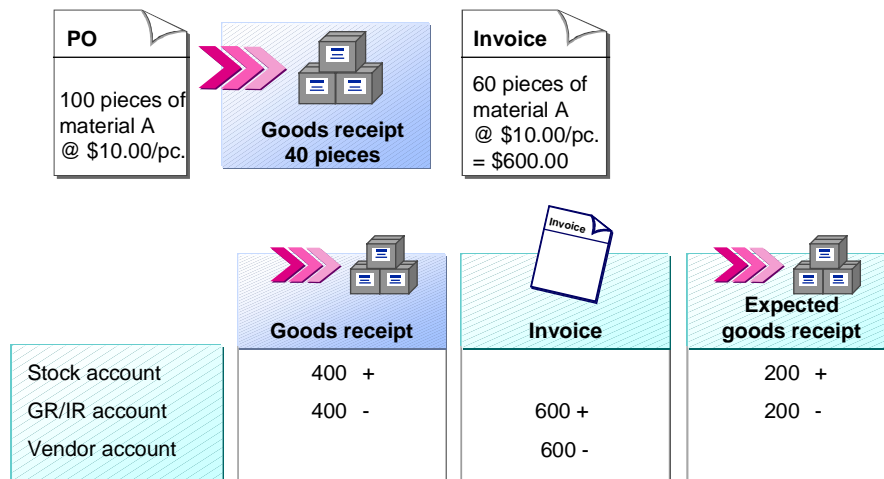 PO
100 pieces of
material A
@ $10.00/pc.
Goods receipt
40 pieces
Invoice
60 pieces of
material A
@ $10.00/pc.
= $600.00
Goods receipt
Invoice
Invoice
Expected
goods receipt
Stock account 400 + 200 +
GR/IR account 400 - 600 + 200 -
Vendor account 600 -